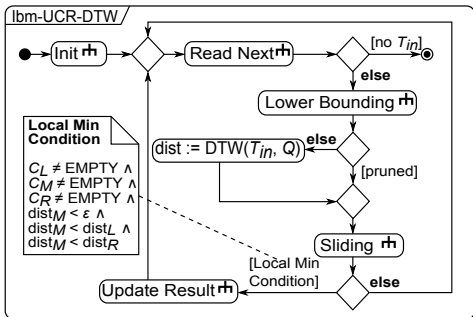 lbm-UCR-DTW
Init
Read Next
[no T_in]
else
Lower Bounding
else
dist := DTW(T_in, Q)
[pruned]
Local Min
Condition
C_L ≠ EMPTY ∧
C_M ≠ EMPTY ∧
C_R ≠ EMPTY ∧
dist_M < ε ∧
dist_M < dist_L ∧
dist_M < dist_R
Sliding
[Local Min
Condition]
else
Update Result